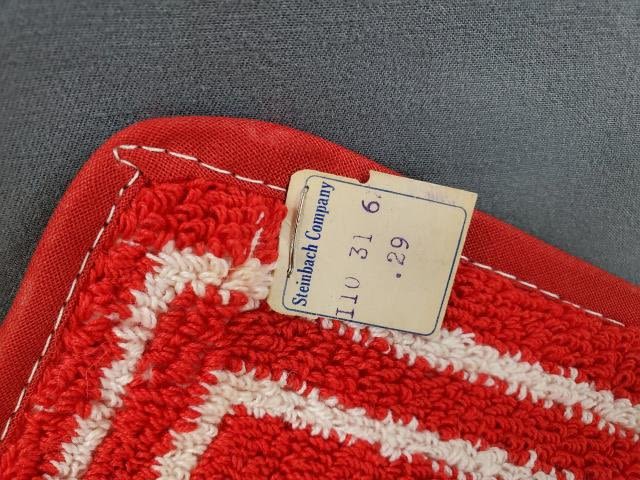 Steinbach Company
110 31 6
.29